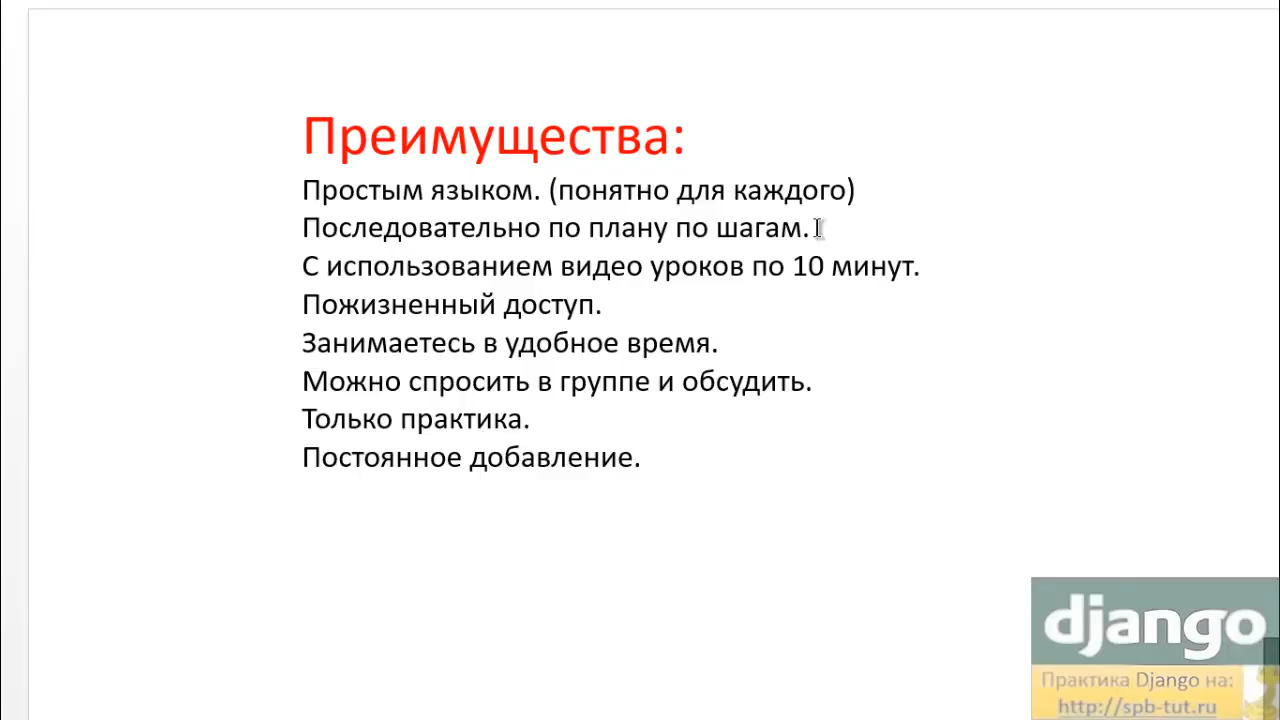 Преимущества:
Простым языком. (понятно для каждого)
Последовательно по плану по шагам.
С использованием видео уроков по 10 минут.
Пожизненный доступ.
Занимаетесь в удобное время.
Можно спросить в группе и обсудить.
Только практика.
Постоянное добавление.
django
Практика Django на:
http://spb-tut.ru